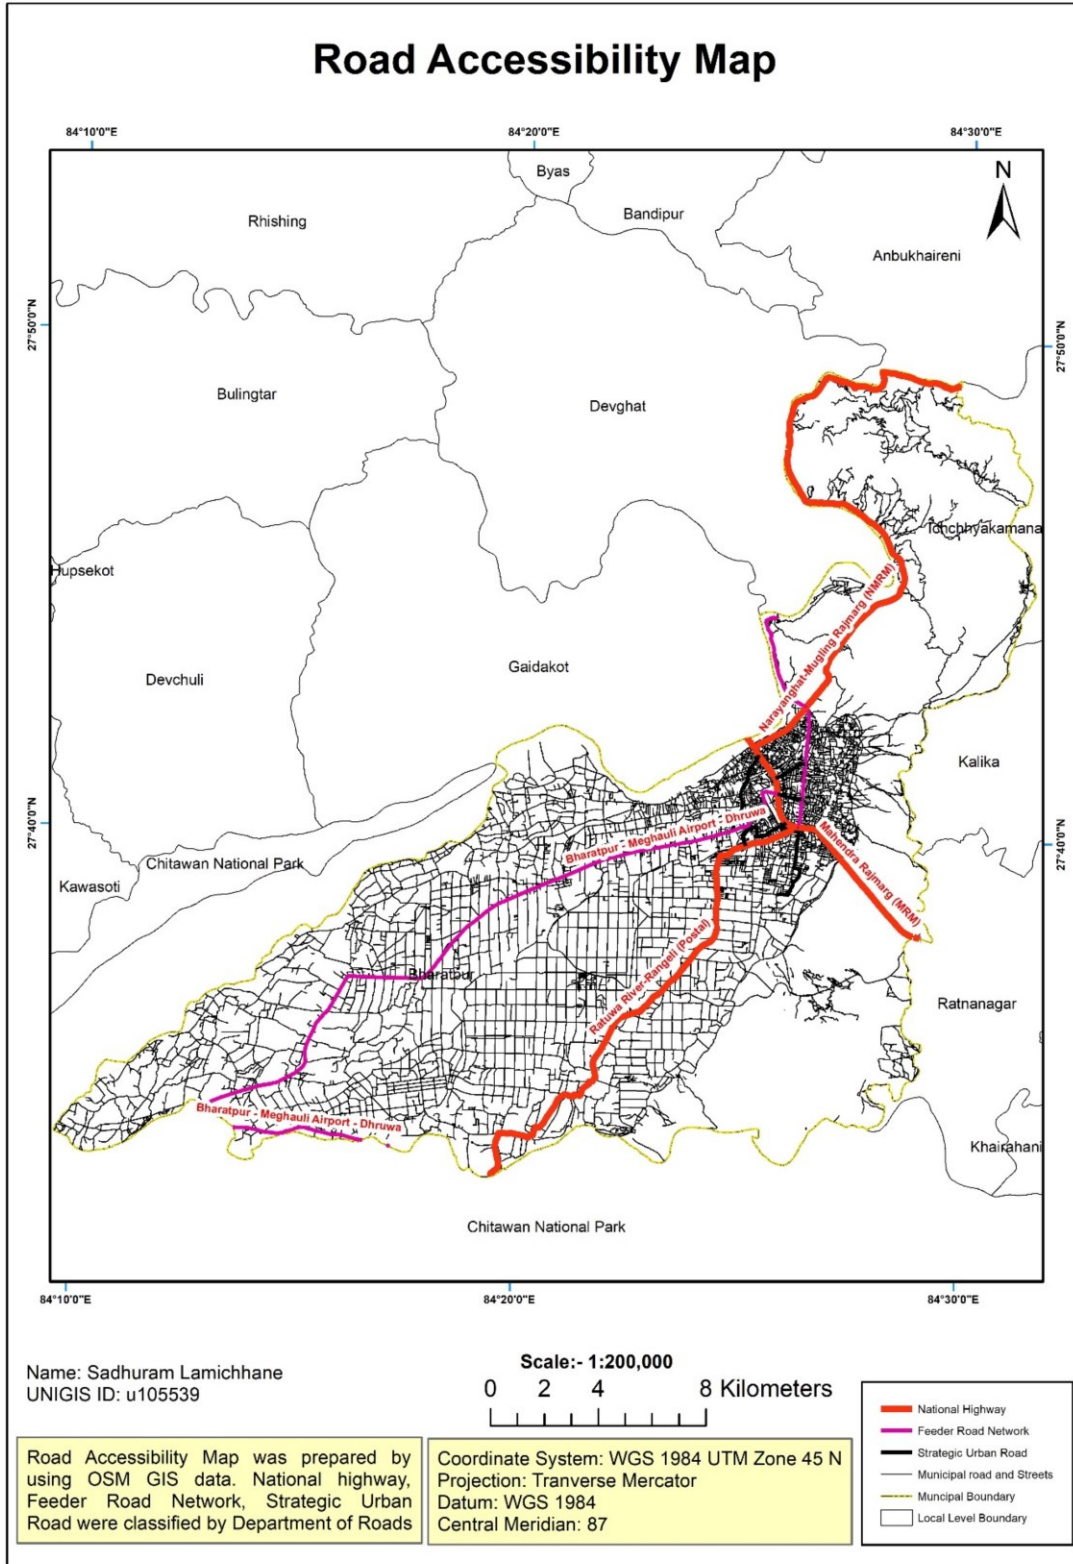 Road Accessibility Map
84°10'0"E
84°20'0"E
84°30'0"E
N
Byas
Bandipur
Rhishing
Anbukhaireni
27°50'0"N
27°50'0"N
Bulingtar
Devghat
Ichchhyakamana
Hupsekot
Narayanghat-Mugling Rajmarg (NMRM)
Gaidakot
Devchuli
Kalika
27°40'0"N
27°40'0"N
Bharatpur - Meghauli Airport - Dhruwa
Mahendra Rajmarg (MRM)
Chitawan National Park
Kawasoti
Ratuwa River-Rangeli (Postal)
Bharatpur
Ratnanagar
Bharatpur - Meghauli Airport - Dhruwa
Khairahani
Chitawan National Park
84°10'0"E
84°20'0"E
84°30'0"E
Name: Sadhuram Lamichhane
UNIGIS ID: u105539
Scale:- 1:200,000
0 2 4 8 Kilometers
Road Accessibility Map was prepared by
using OSM GIS data. National highway,
Feeder Road Network, Strategic Urban
Road were classified by Department of Roads
Coordinate System: WGS 1984 UTM Zone 45 N
Projection: Tranverse Mercator
Datum: WGS 1984
Central Meridian: 87
National Highway
Feeder Road Network
Strategic Urban Road
Municipal road and Streets
Muncipal Boundary
Local Level Boundary